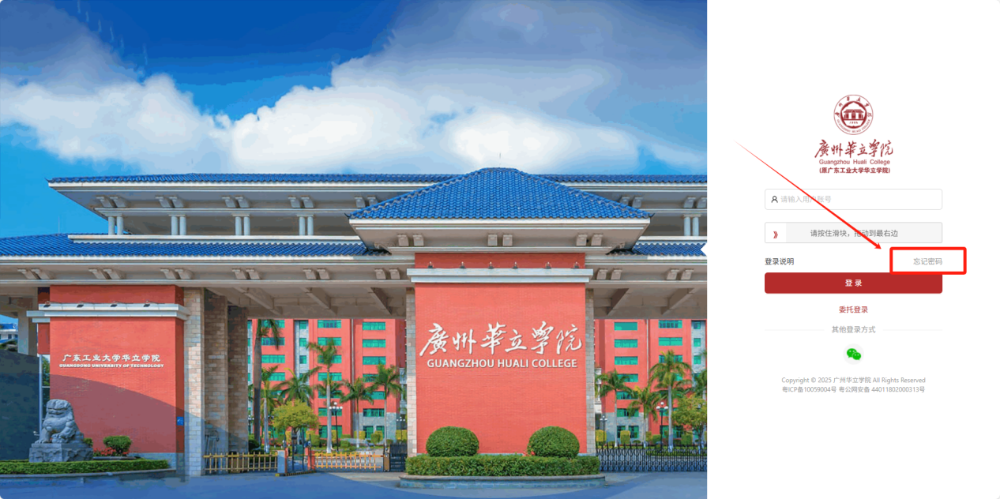 广东工业大学华立学院
GUANGDONG UNIVERSITY OF TECHNOLOGY
廣州華立學院
GUANGZHOU HUALI COLLEGE
廣州華立學院
Guangzhou Huali College
(原广东工业大学华立学院)
请输入用户账号
请按住滑块，拖动到最右边
登录说明
忘记密码
登 录
委托登录
其他登录方式
Copyright © 2025 广州华立学院 All Rights Reserved
粤ICP备10059004号 粤公网安备 44011802000313号